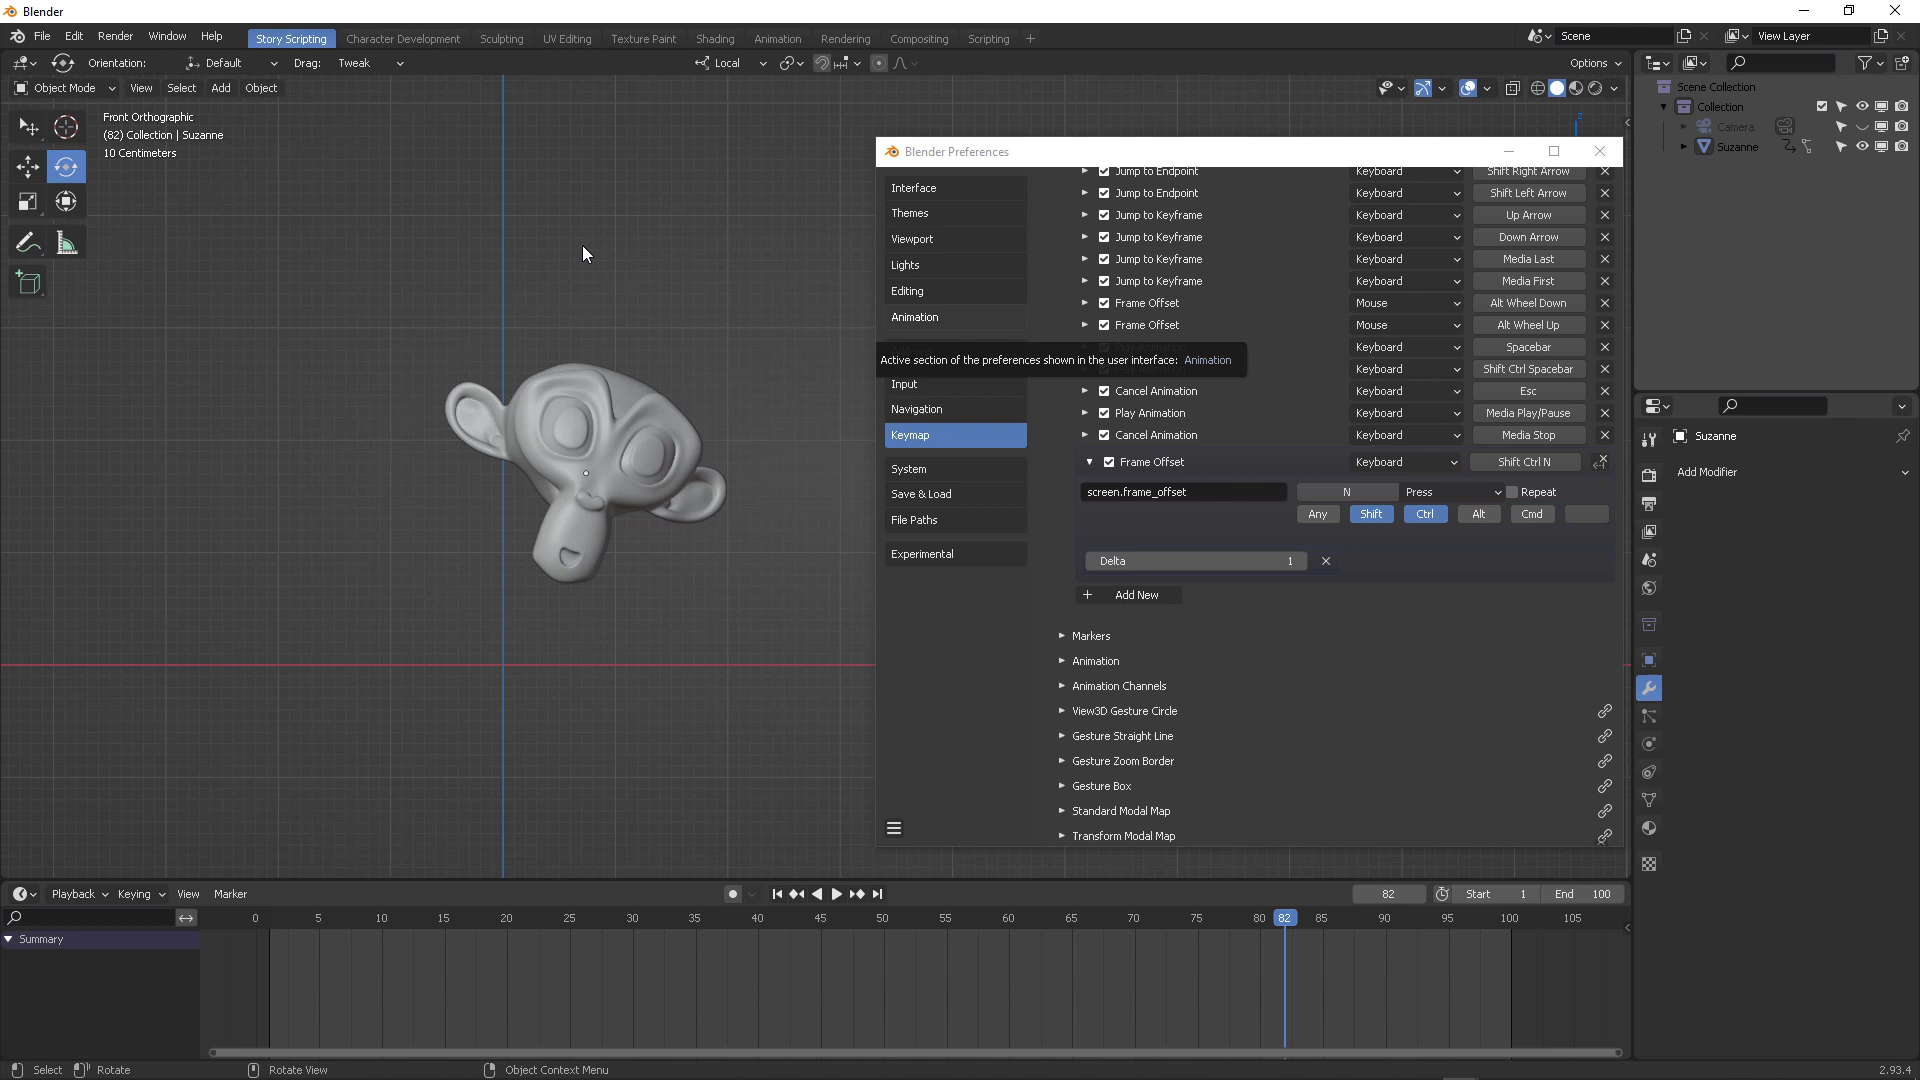 Blender
File Edit Render Window Help Story Scripting Character Development Sculpting UV Editing Texture Paint Shading Animation Rendering Compositing Scripting + Scene View Layer
Orientation: Default Drag: Tweak Local Options
Object Mode View Select Add Object
Scene Collection
Collection
Camera
Suzanne
Front Orthographic
(82) Collection | Suzanne
10 Centimeters
z
Blender Preferences
Interface
Themes
Viewport
Lights
Editing
Animation
Input
Navigation
Keymap
System
Save & Load
File Paths
Experimental
Jump to Endpoint Keyboard Shift Right Arrow
Jump to Endpoint Keyboard Shift Left Arrow
Jump to Keyframe Keyboard Up Arrow
Jump to Keyframe Keyboard Down Arrow
Jump to Keyframe Keyboard Media Last
Jump to Keyframe Keyboard Media First
Frame Offset Mouse Alt Wheel Down
Frame Offset Mouse Alt Wheel Up
Keyboard Spacebar
Active section of the preferences shown in the user interface: Animation
Keyboard Shift Ctrl Spacebar
Cancel Animation Keyboard Esc
Play Animation Keyboard Media Play/Pause
Cancel Animation Keyboard Media Stop
Frame Offset Keyboard Shift Ctrl N
screen.frame_offset N Press Repeat
Any Shift Ctrl Alt Cmd
Delta 1
Add New
Markers
Animation
Animation Channels
View3D Gesture Circle
Gesture Straight Line
Gesture Zoom Border
Gesture Box
Standard Modal Map
Transform Modal Map
Suzanne
Add Modifier
Playback Keying View Marker 82 Start 1 End 100
0 5 10 15 20 25 30 35 40 45 50 55 60 65 70 75 80 82 85 90 95 100 105
Summary
Select Rotate Rotate View Object Context Menu 2.93.4